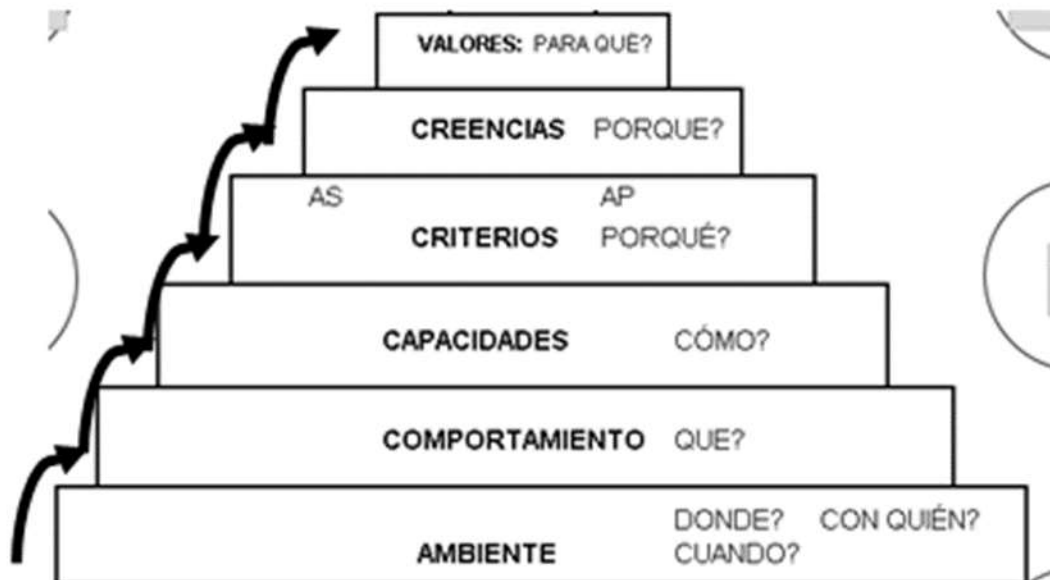 VALORES: PARA QUÉ?
CREENCIAS PORQUE?
AS AP
CRITERIOS PORQUÉ?
CAPACIDADES CÓMO?
COMPORTAMIENTO QUE?
DONDE? CON QUIÉN?
AMBIENTE CUANDO?